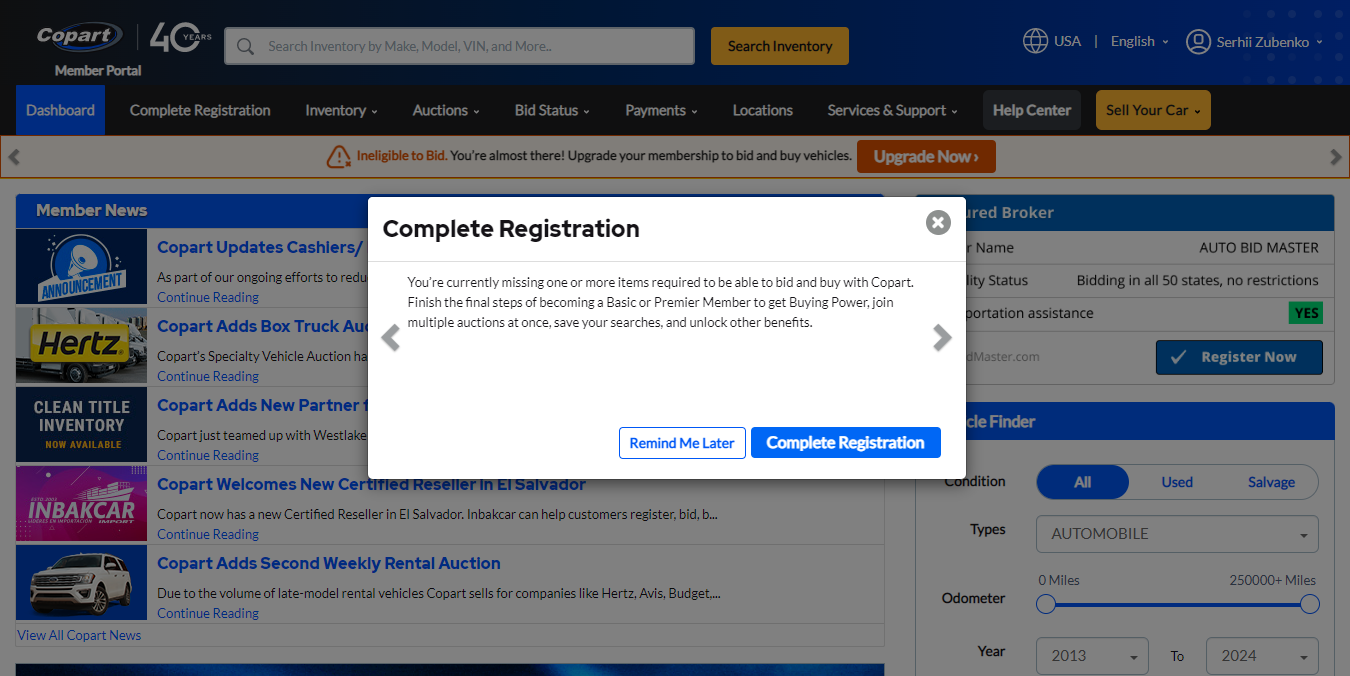 Copart
40 YEARS
Member Portal
Search Inventory by Make, Model, VIN, and More..
Search Inventory
USA | English
Serhii Zubenko
Dashboard
Complete Registration
Inventory
Auctions
Bid Status
Payments
Locations
Services & Support
Help Center
Sell Your Car
Ineligible to Bid. You're almost there! Upgrade your membership to bid and buy vehicles.
Upgrade Now ›
Complete Registration
You're currently missing one or more items required to be able to bid and buy with Copart.
Finish the final steps of becoming a Basic or Premier Member to get Buying Power, join
multiple auctions at once, save your searches, and unlock other benefits.
Remind Me Later
Complete Registration
Member News
ANNOUNCEMENT
Copart Updates Cashiers/
As part of our ongoing efforts to redu
Continue Reading
Hertz.
Copart Adds Box Truck Auc
Copart's Specialty Vehicle Auction ha
Continue Reading
CLEAN TITLE
INVENTORY
NOW AVAILABLE
Copart Adds New Partner f
Copart just teamed up with Westlake
Continue Reading
ESTD.2002
INBAKCAR
LÍDERES EN IMPORTACIÓN IMPORT
Copart Welcomes New Certified Reseller in El Salvador
Copart now has a new Certified Reseller in El Salvador. Inbakcar can help customers register, bid, b...
Continue Reading
Copart Adds Second Weekly Rental Auction
Due to the volume of late-model rental vehicles Copart sells for companies like Hertz, Avis, Budget,...
Continue Reading
View All Copart News
ured Broker
r Name
AUTO BID MASTER
lity Status
Bidding in all 50 states, no restrictions
portation assistance
YES
dMaster.com
Register Now
cle Finder
Condition
All
Used
Salvage
Types
AUTOMOBILE
0 Miles
250000+ Miles
Odometer
Year
2013
To
2024